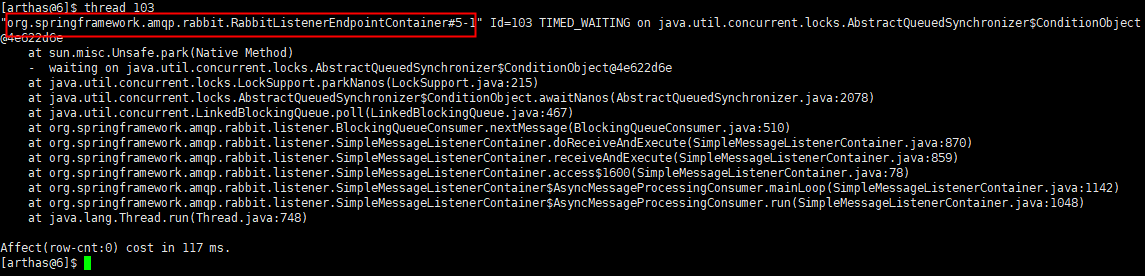 [arthas@6]$ thread 103
"org.springframework.amqp.rabbit.RabbitListenerEndpointContainer#5-1" Id=103 TIMED_WAITING on java.util.concurrent.locks.AbstractQueuedSynchronizer$ConditionObject
@4e622d6e
    at sun.misc.Unsafe.park(Native Method)
    -  waiting on java.util.concurrent.locks.AbstractQueuedSynchronizer$ConditionObject@4e622d6e
    at java.util.concurrent.locks.LockSupport.parkNanos(LockSupport.java:215)
    at java.util.concurrent.locks.AbstractQueuedSynchronizer$ConditionObject.awaitNanos(AbstractQueuedSynchronizer.java:2078)
    at java.util.concurrent.LinkedBlockingQueue.poll(LinkedBlockingQueue.java:467)
    at org.springframework.amqp.rabbit.listener.BlockingQueueConsumer.nextMessage(BlockingQueueConsumer.java:510)
    at org.springframework.amqp.rabbit.listener.SimpleMessageListenerContainer.doReceiveAndExecute(SimpleMessageListenerContainer.java:870)
    at org.springframework.amqp.rabbit.listener.SimpleMessageListenerContainer.receiveAndExecute(SimpleMessageListenerContainer.java:859)
    at org.springframework.amqp.rabbit.listener.SimpleMessageListenerContainer.access$1600(SimpleMessageListenerContainer.java:78)
    at org.springframework.amqp.rabbit.listener.SimpleMessageListenerContainer$AsyncMessageProcessingConsumer.mainLoop(SimpleMessageListenerContainer.java:1142)
    at org.springframework.amqp.rabbit.listener.SimpleMessageListenerContainer$AsyncMessageProcessingConsumer.run(SimpleMessageListenerContainer.java:1048)
    at java.lang.Thread.run(Thread.java:748)
Affect(row-cnt:0) cost in 117 ms.
[arthas@6]$